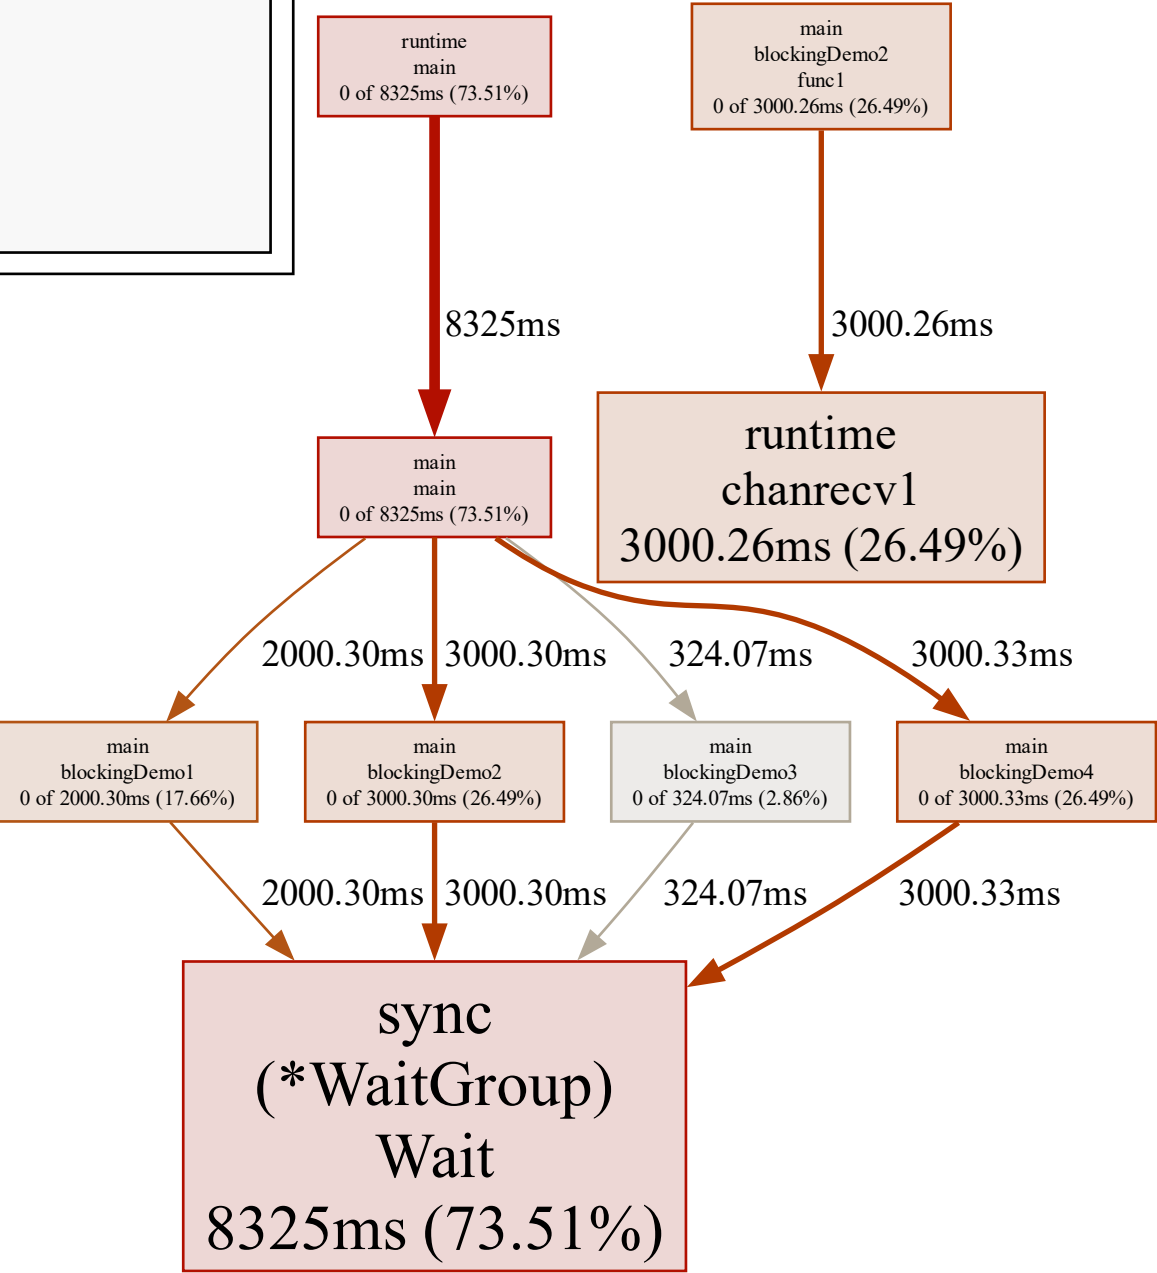 runtime
main
0 of 8325ms (73.51%)
main
blockingDemo2
func1
0 of 3000.26ms (26.49%)
8325ms
3000.26ms
main
main
0 of 8325ms (73.51%)
runtime
chanrecv1
3000.26ms (26.49%)
2000.30ms
3000.30ms
324.07ms
3000.33ms
main
blockingDemo1
0 of 2000.30ms (17.66%)
main
blockingDemo2
0 of 3000.30ms (26.49%)
main
blockingDemo3
0 of 324.07ms (2.86%)
main
blockingDemo4
0 of 3000.33ms (26.49%)
2000.30ms
3000.30ms
324.07ms
3000.33ms
sync
(*WaitGroup)
Wait
8325ms (73.51%)